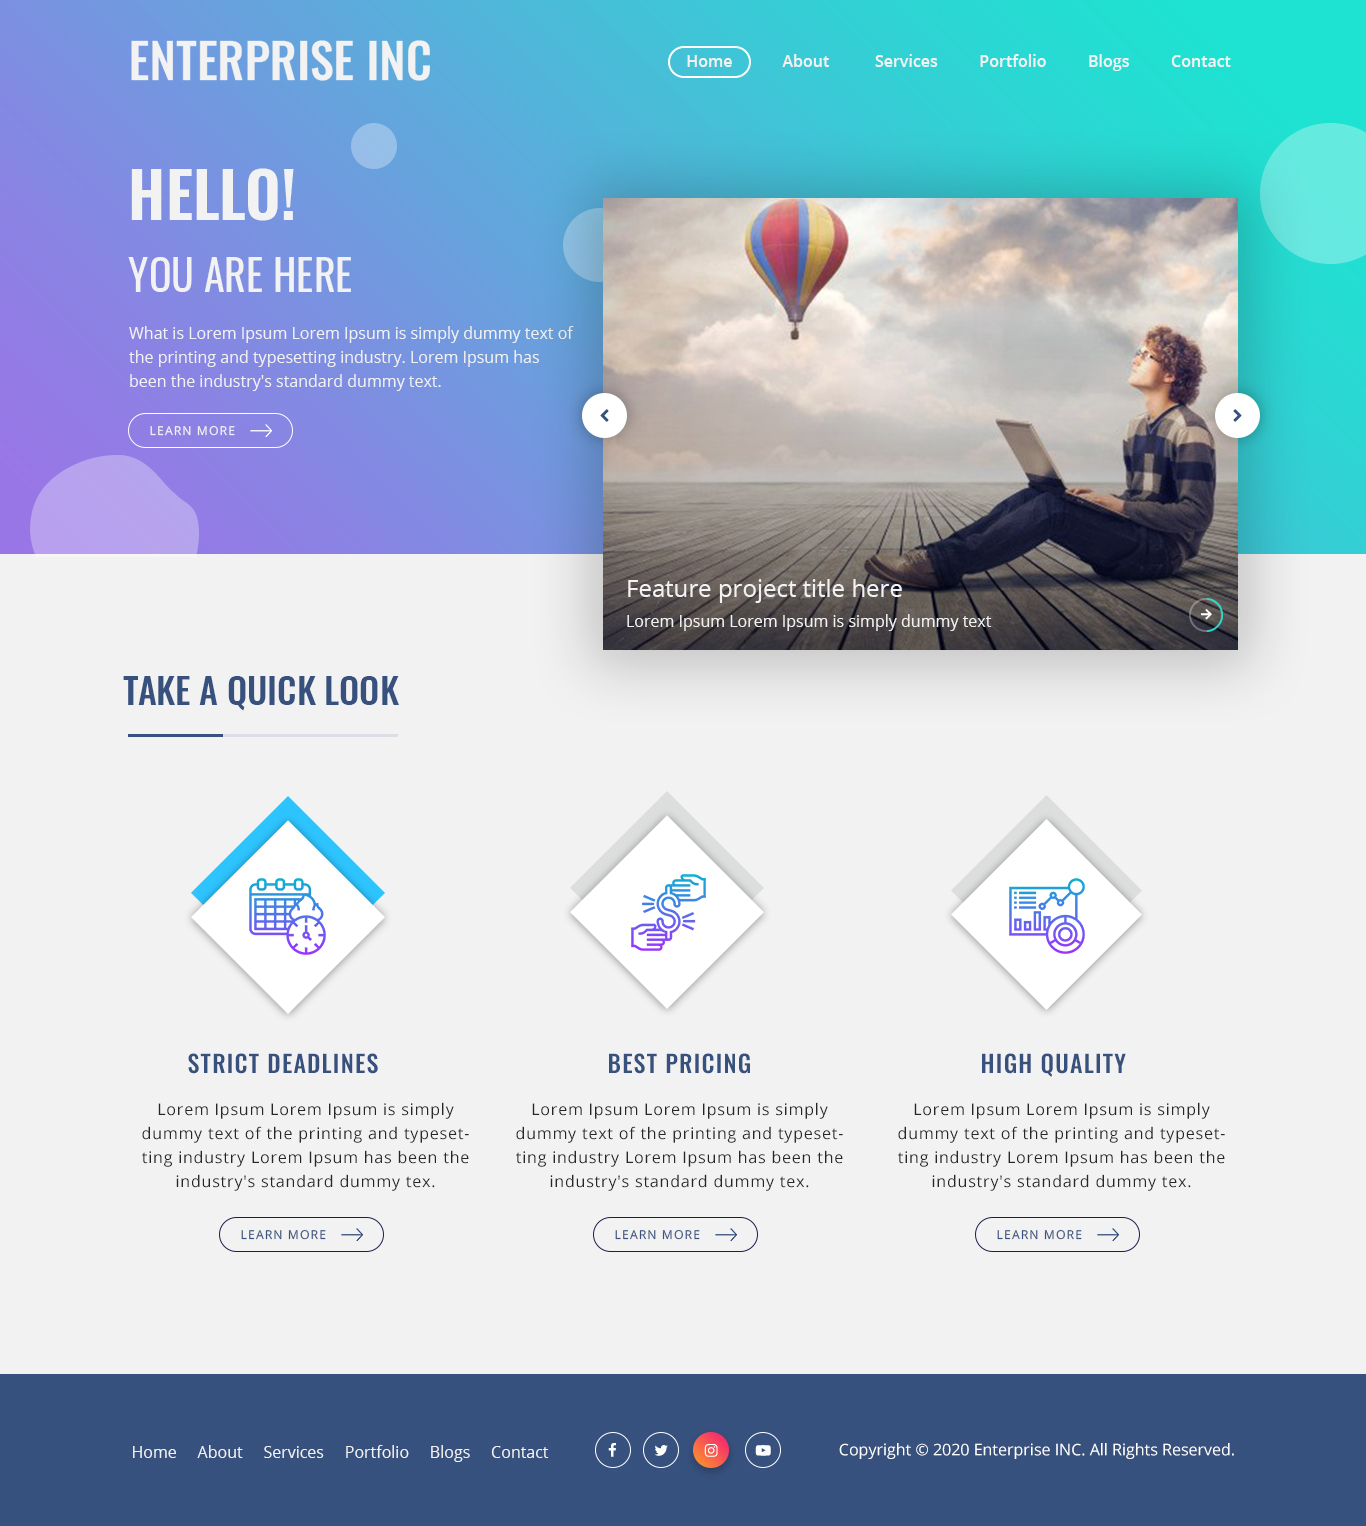 ENTERPRISE INC
Home
About
Services
Portfolio
Blogs
Contact
HELLO!
YOU ARE HERE
What is Lorem Ipsum Lorem Ipsum is simply dummy text of
the printing and typesetting industry. Lorem Ipsum has
been the industry's standard dummy text.
LEARN MORE
Feature project title here
Lorem Ipsum Lorem Ipsum is simply dummy text
TAKE A QUICK LOOK
STRICT DEADLINES
Lorem Ipsum Lorem Ipsum is simply
dummy text of the printing and typeset-
ting industry Lorem Ipsum has been the
industry's standard dummy tex.
LEARN MORE
BEST PRICING
Lorem Ipsum Lorem Ipsum is simply
dummy text of the printing and typeset-
ting industry Lorem Ipsum has been the
industry's standard dummy tex.
LEARN MORE
HIGH QUALITY
Lorem Ipsum Lorem Ipsum is simply
dummy text of the printing and typeset-
ting industry Lorem Ipsum has been the
industry's standard dummy tex.
LEARN MORE
Home
About
Services
Portfolio
Blogs
Contact
Copyright © 2020 Enterprise INC. All Rights Reserved.